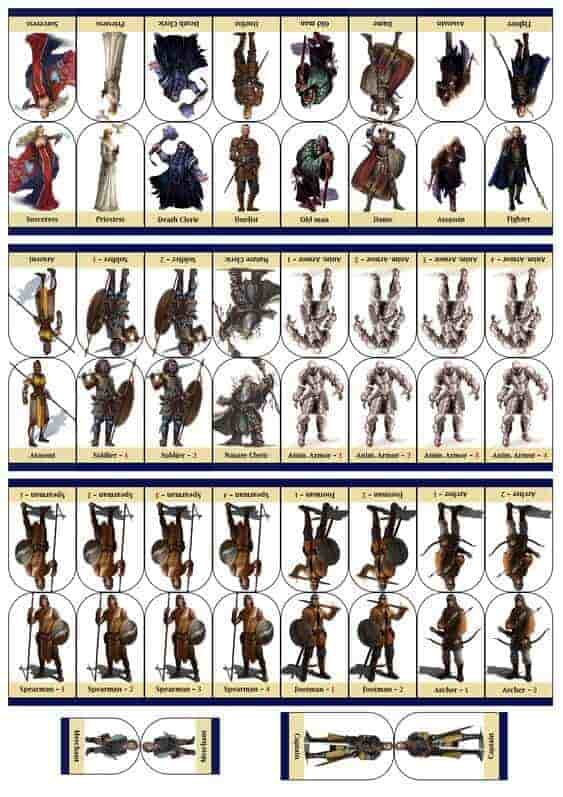 Sorceress Priestess Death Cleric Duelist Old man Dame Assassin Fighter
Sorceress Priestess Death Cleric Duelist Old man Dame Assassin Fighter
Soldier - 1 Soldier - 2 Nature Cleric Anim. Armor - 1 Anim. Armor - 2 Anim. Armor - 3 Anim. Armor - 4
Soldier - 1 Soldier - 2 Nature Cleric Anim. Armor - 1 Anim. Armor - 2 Anim. Armor - 3 Anim. Armor - 4
Spearman - 1 Spearman - 2 Spearman - 3 Spearman - 4 Footman - 1 Footman - 2 Archer - 1 Archer - 2
Spearman - 1 Spearman - 2 Spearman - 3 Spearman - 4 Footman - 1 Footman - 2 Archer - 1 Archer - 2
Merchant Merchant Captain Captain